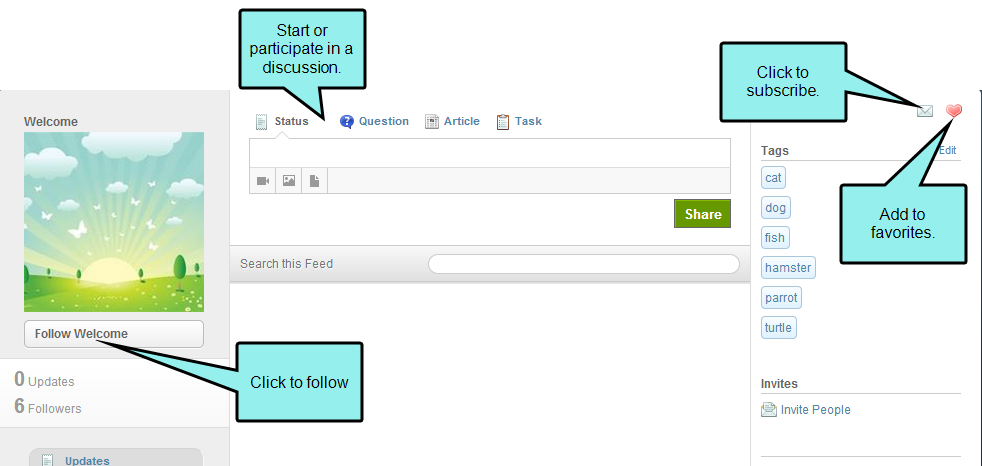 Start or
participate in a
discussion.
Click to
subscribe.
Welcome
Status Question Article Task
Share
Search this Feed
Follow Welcome
0 Updates
6 Followers
Updates
Click to follow
Tags Edit
cat
dog
fish
hamster
parrot
turtle
Add to
favorites.
Invites
Invite People